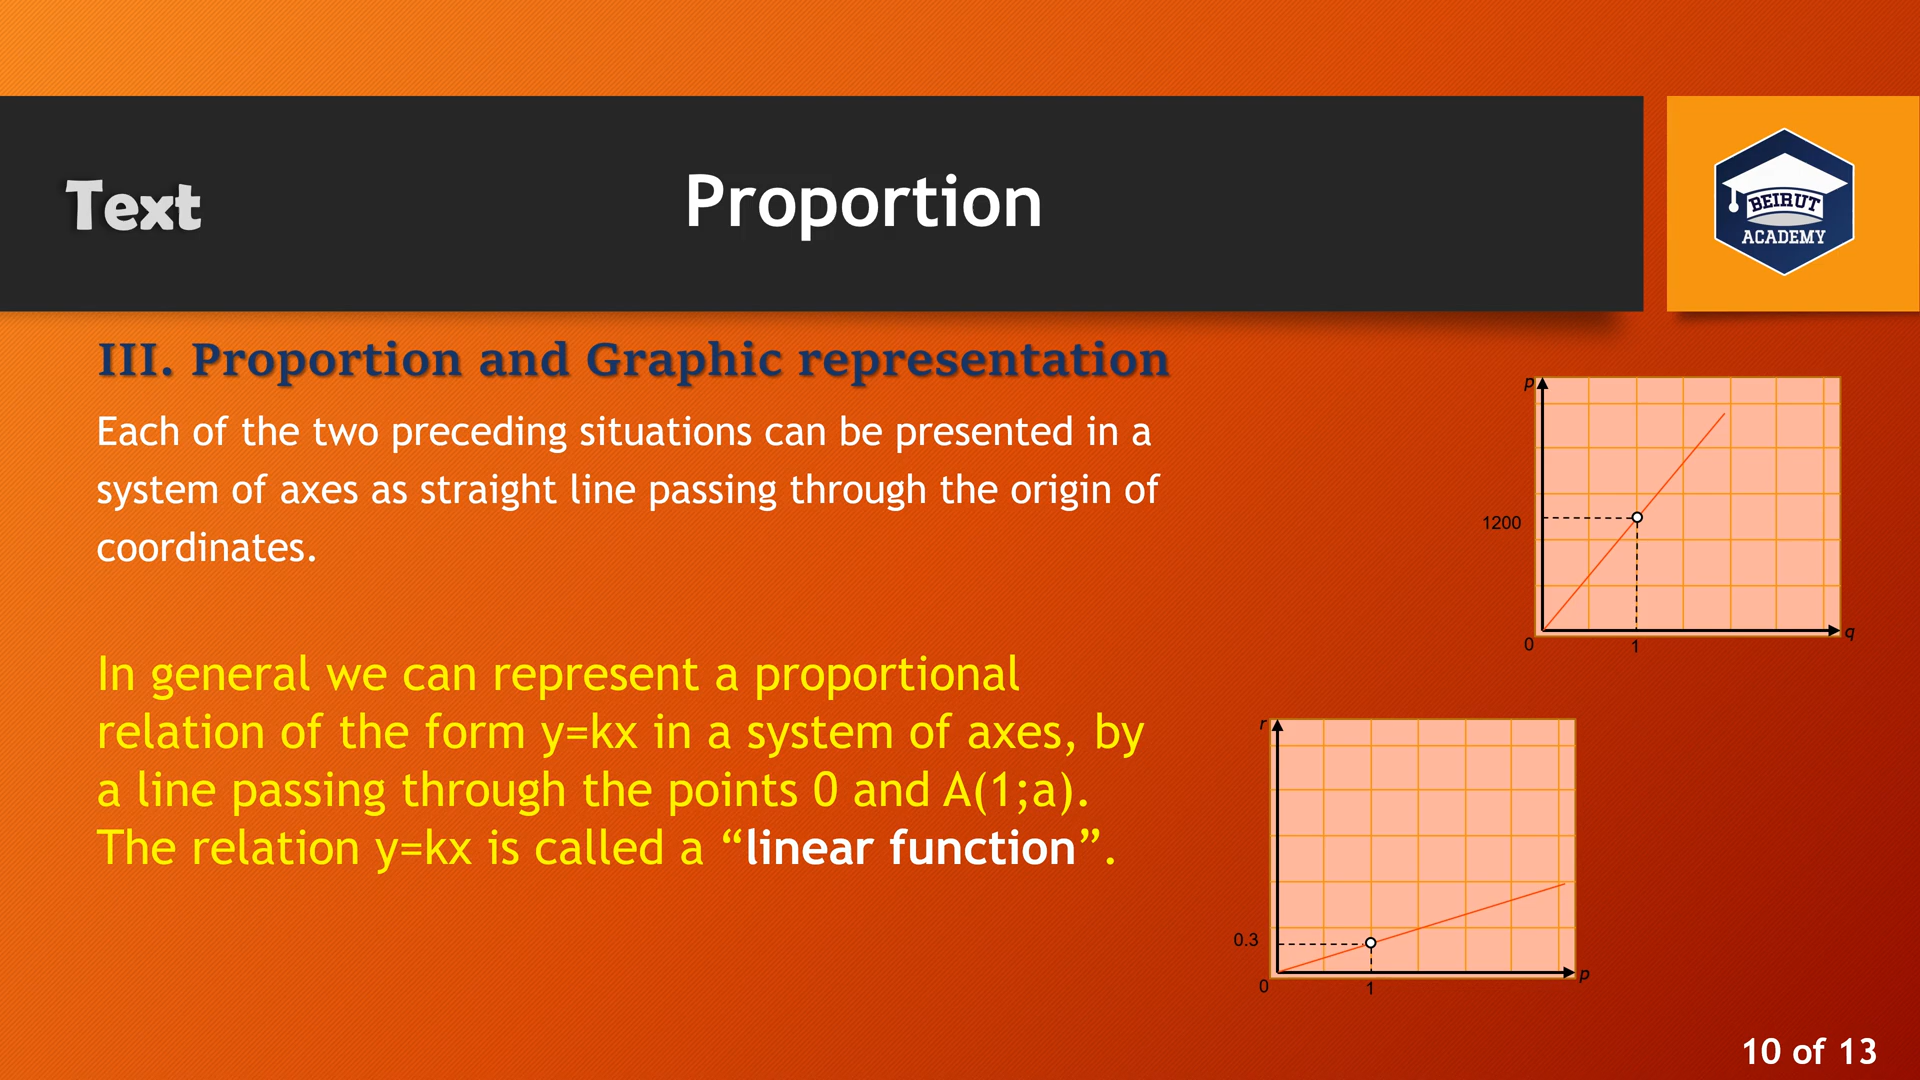 Text
Proportion
BEIRUT
ACADEMY
III. Proportion and Graphic representation
Each of the two preceding situations can be presented in a
system of axes as straight line passing through the origin of
coordinates.
In general we can represent a proportional
relation of the form y=kx in a system of axes, by
a line passing through the points 0 and A(1;a).
The relation y=kx is called a “linear function”.
p
1200
0
1
q
r
0.3
0
1
p
10 of 13